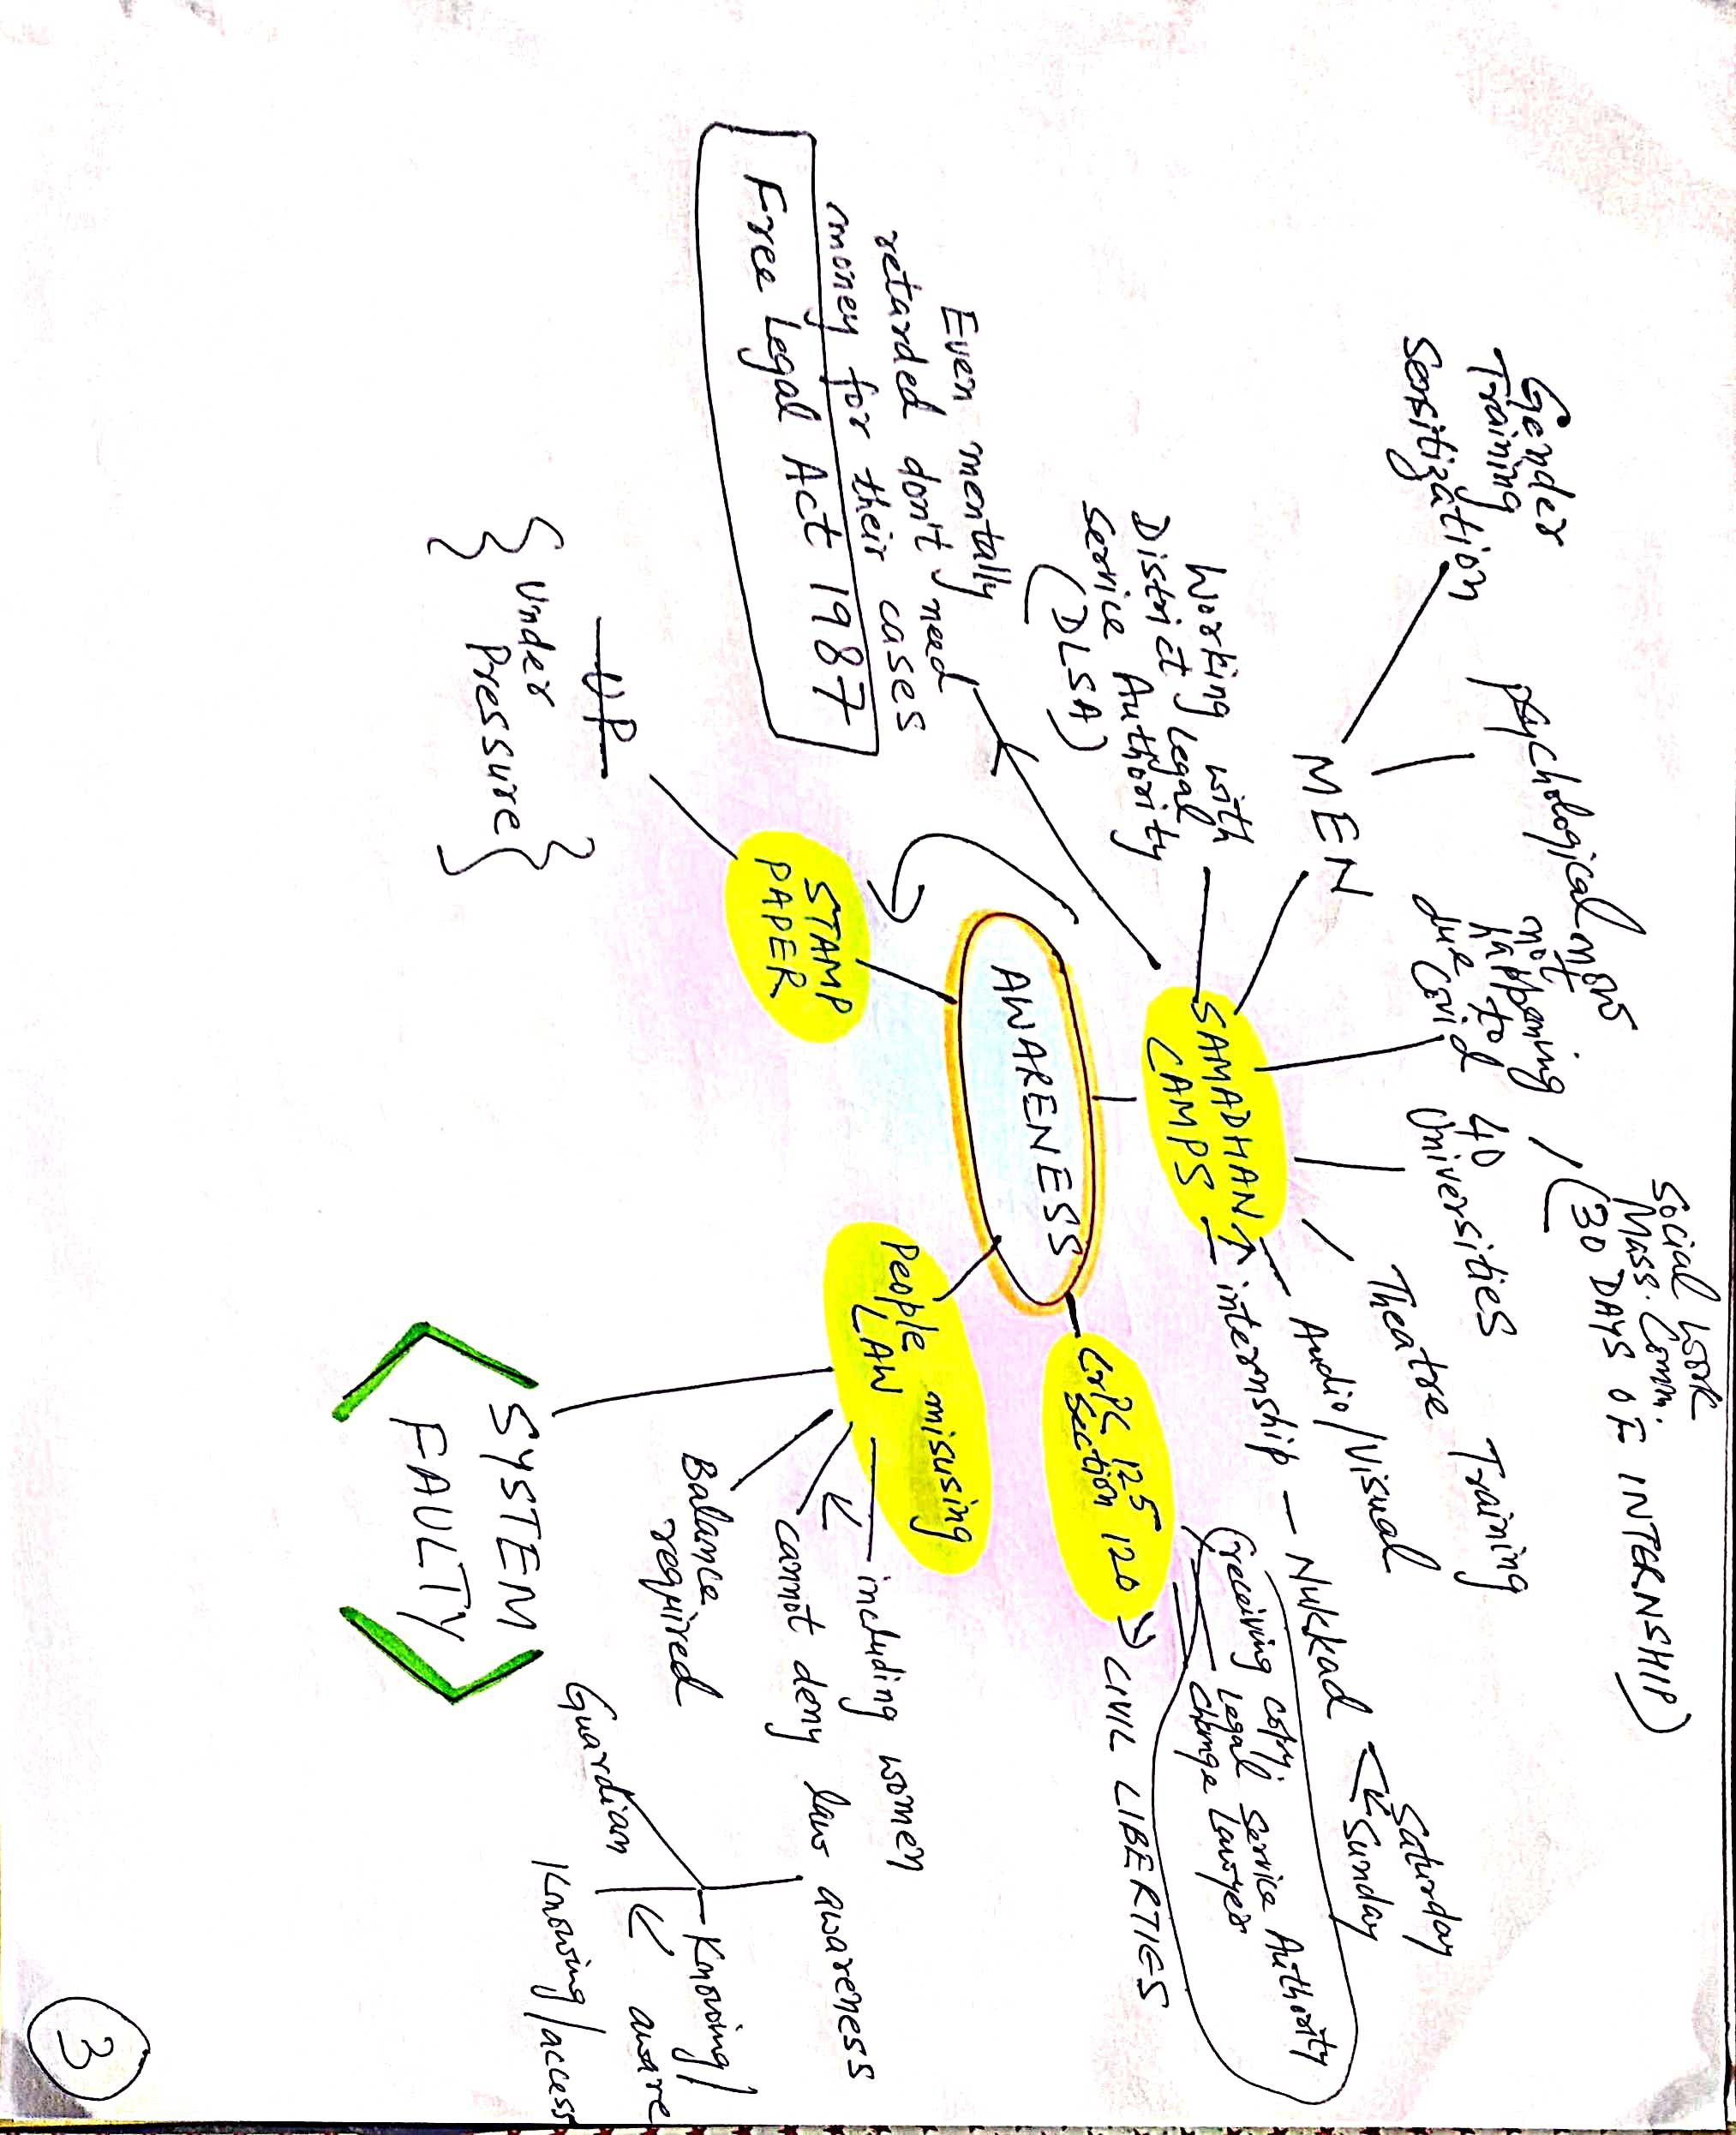 Gender
Training
Sensitization
Psychological
not
happening
due to
Covid
Social Work
Mass. Comm.
(30 DAYS OF INTERNSHIP)
MEN
40
Universities
Theatre Training
Audio/Visual
internship — Nukkad
Saturday
Sunday
Working with
District Legal
Service Authority
(DLSA)
SAMADHAN
CAMPS
Even mentally
retarded don't need
money for their cases
Free Legal Act 1987
AWARENESS
CrPC 125
Section 120
CIVIL LIBERTIES
(receiving copy:
Legal Service Authority
change Lawyer
STAMP
PAPER
UP
{ Under
Pressure }
People misusing
LAW
including women
cannot deny law awareness
Balance
required
SYSTEM
FAULTY
Guardian
Knowing/
aware
Knowing/access
3